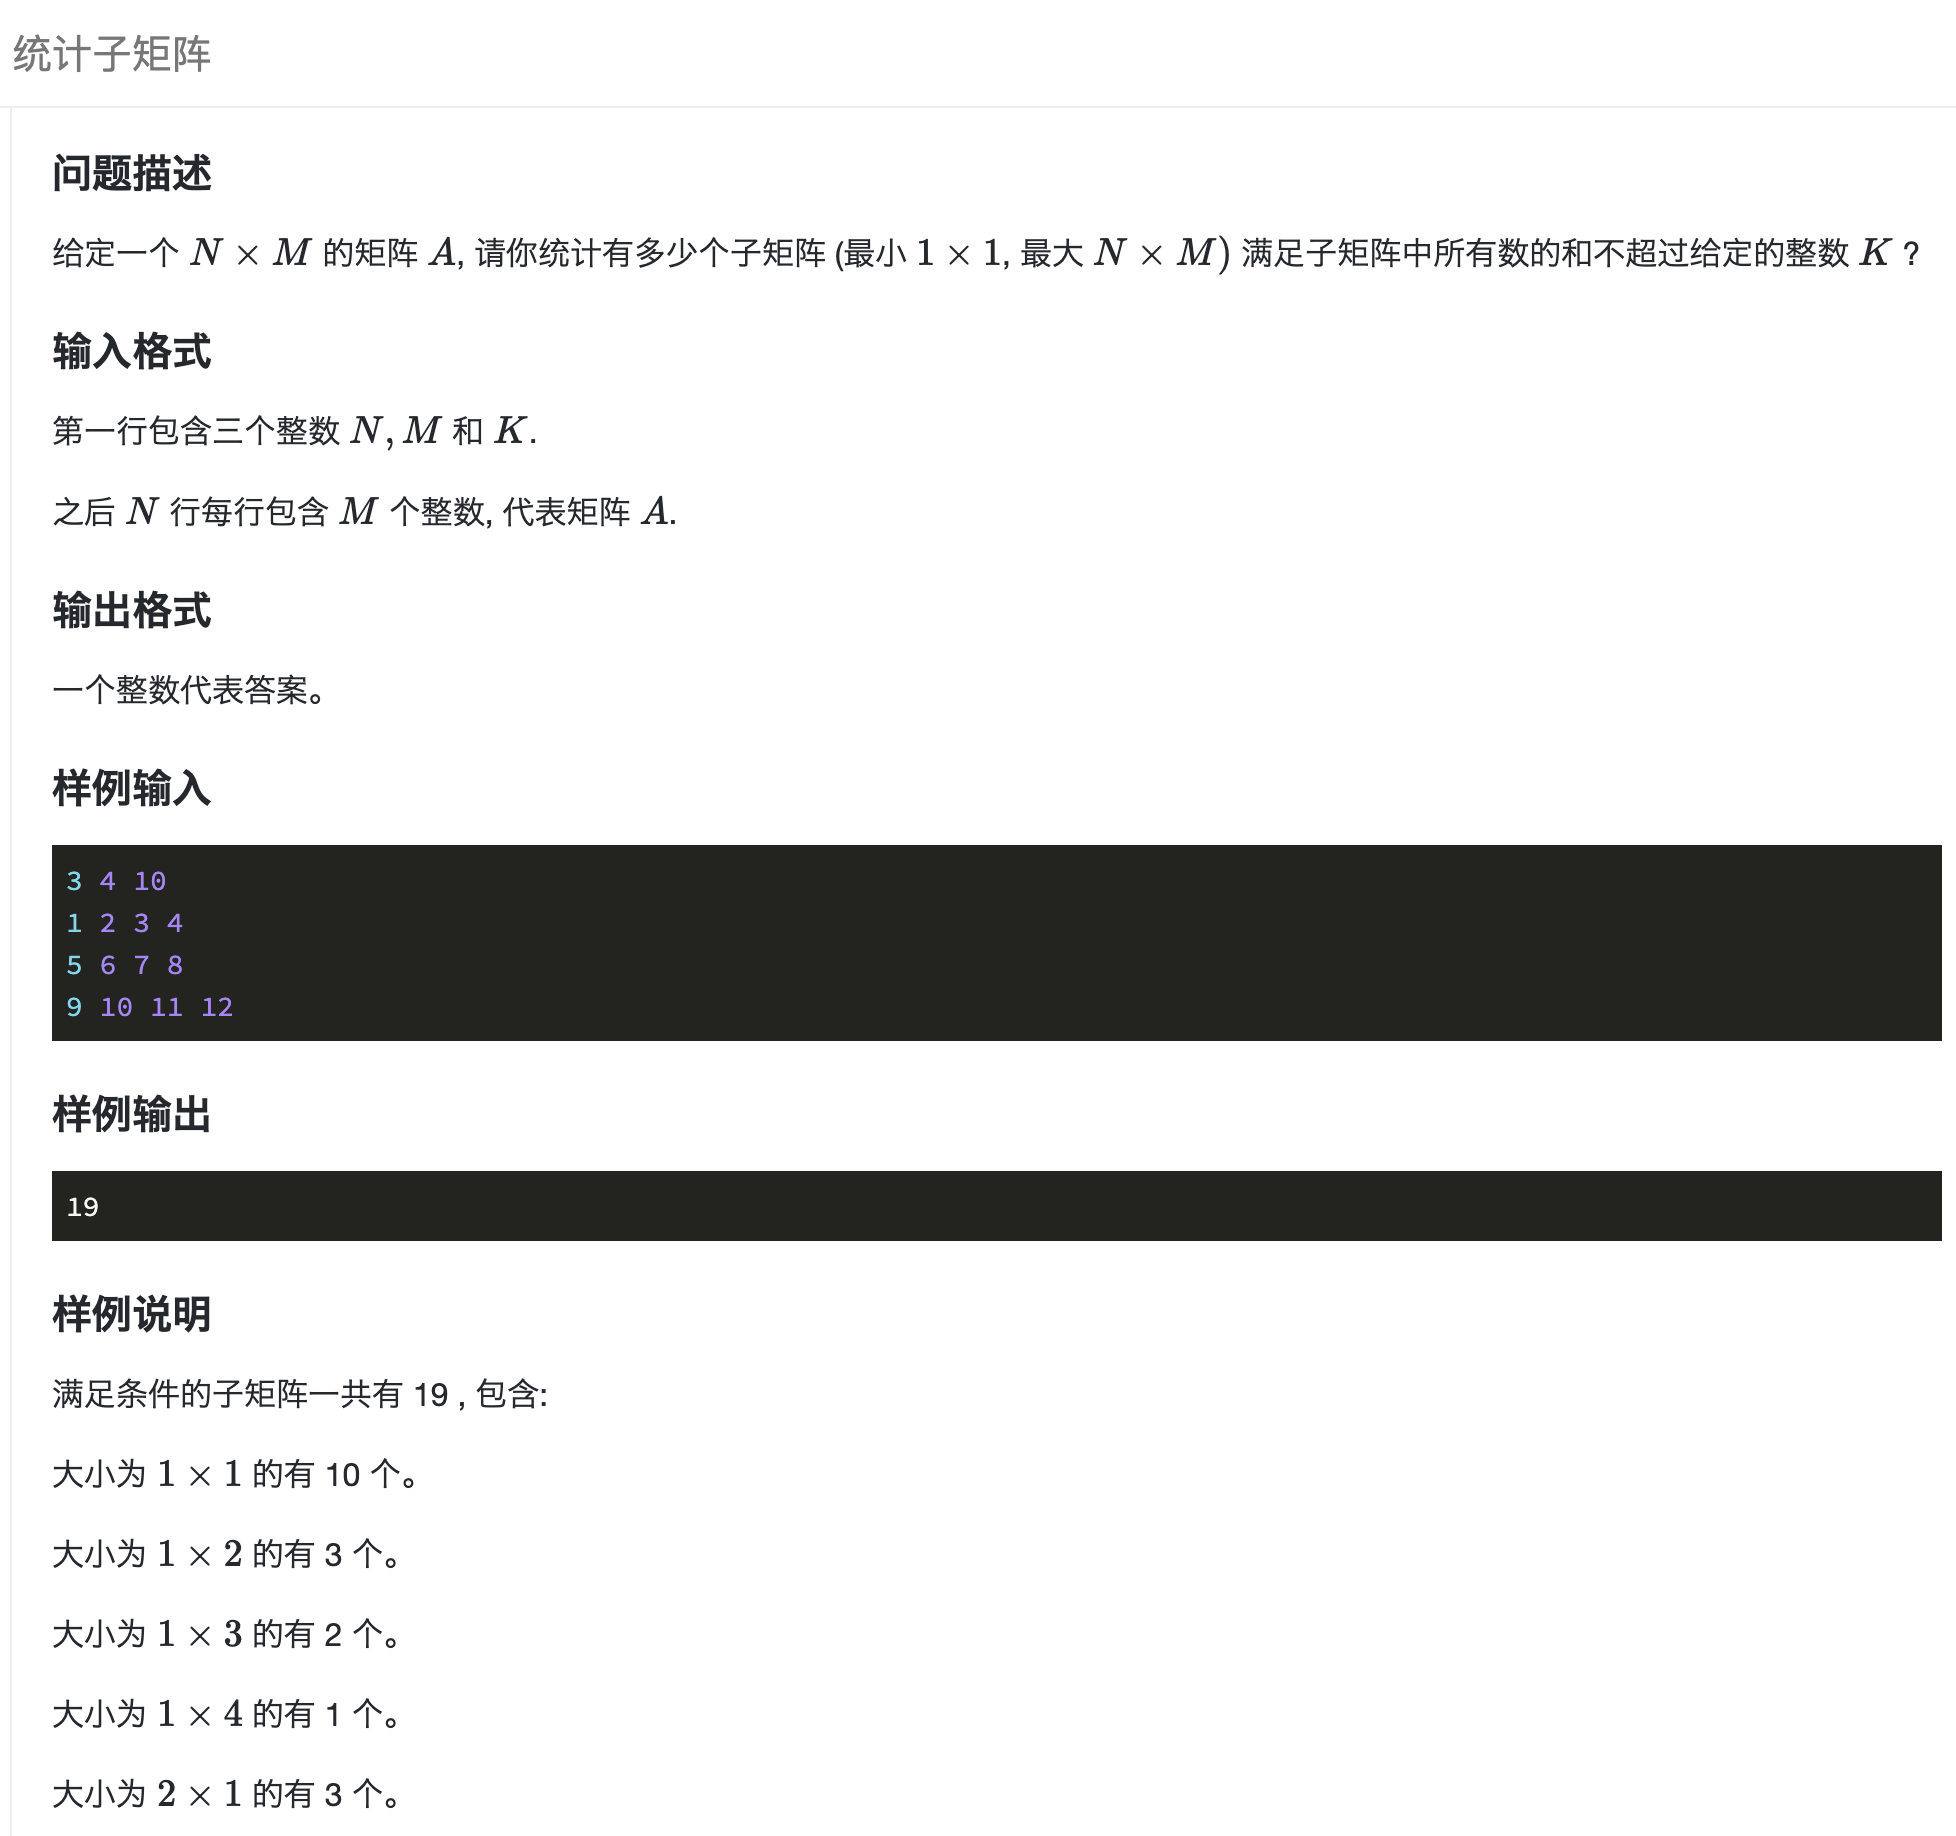 统计子矩阵
问题描述
给定一个 N × M 的矩阵 A, 请你统计有多少个子矩阵 (最小 1 × 1, 最大 N × M) 满足子矩阵中所有数的和不超过给定的整数 K ?
输入格式
第一行包含三个整数 N, M 和 K.
之后 N 行每行包含 M 个整数, 代表矩阵 A.
输出格式
一个整数代表答案。
样例输入
3 4 10
1 2 3 4
5 6 7 8
9 10 11 12
样例输出
19
样例说明
满足条件的子矩阵一共有 19 , 包含:
大小为 1 × 1 的有 10 个。
大小为 1 × 2 的有 3 个。
大小为 1 × 3 的有 2 个。
大小为 1 × 4 的有 1 个。
大小为 2 × 1 的有 3 个。